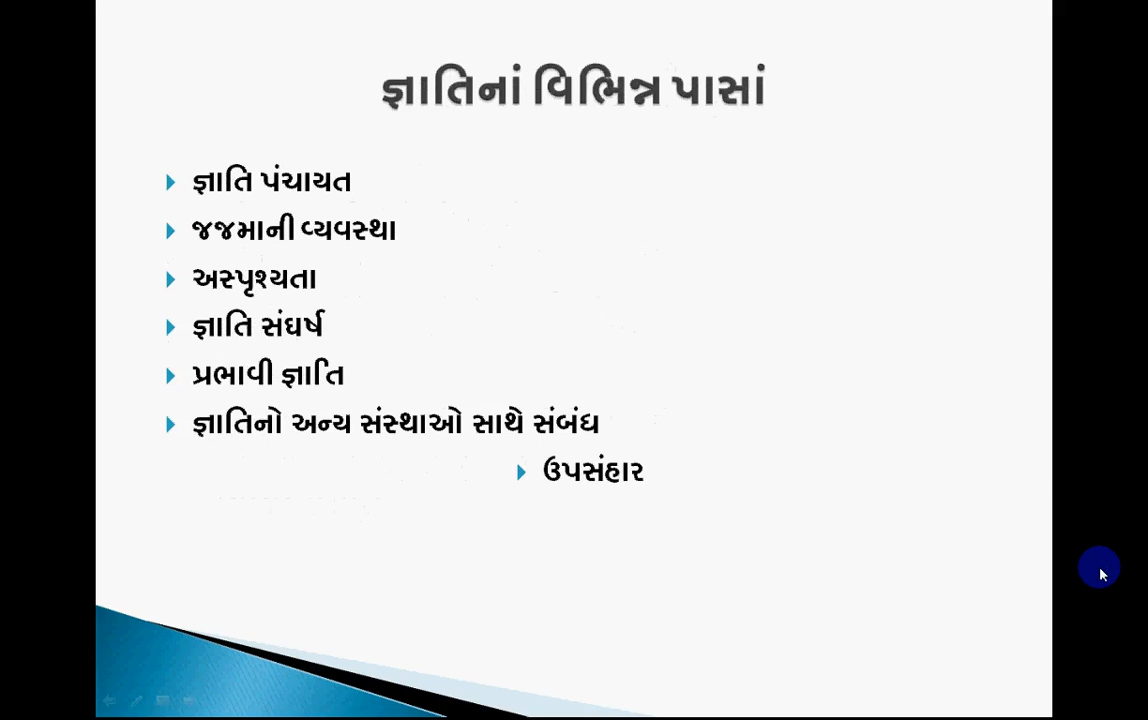 જ્ઞાતિનાં વિભિન્ન પાસાં
જ્ઞાતિ પંચાયત
જજમાની વ્યવસ્થા
અસ્પૃશ્યતા
જ્ઞાતિ સંઘર્ષ
પ્રભાવી જ્ઞાતિ
જ્ઞાતિનો અન્ય સંસ્થાઓ સાથે સંબંધ
ઉપસંહાર